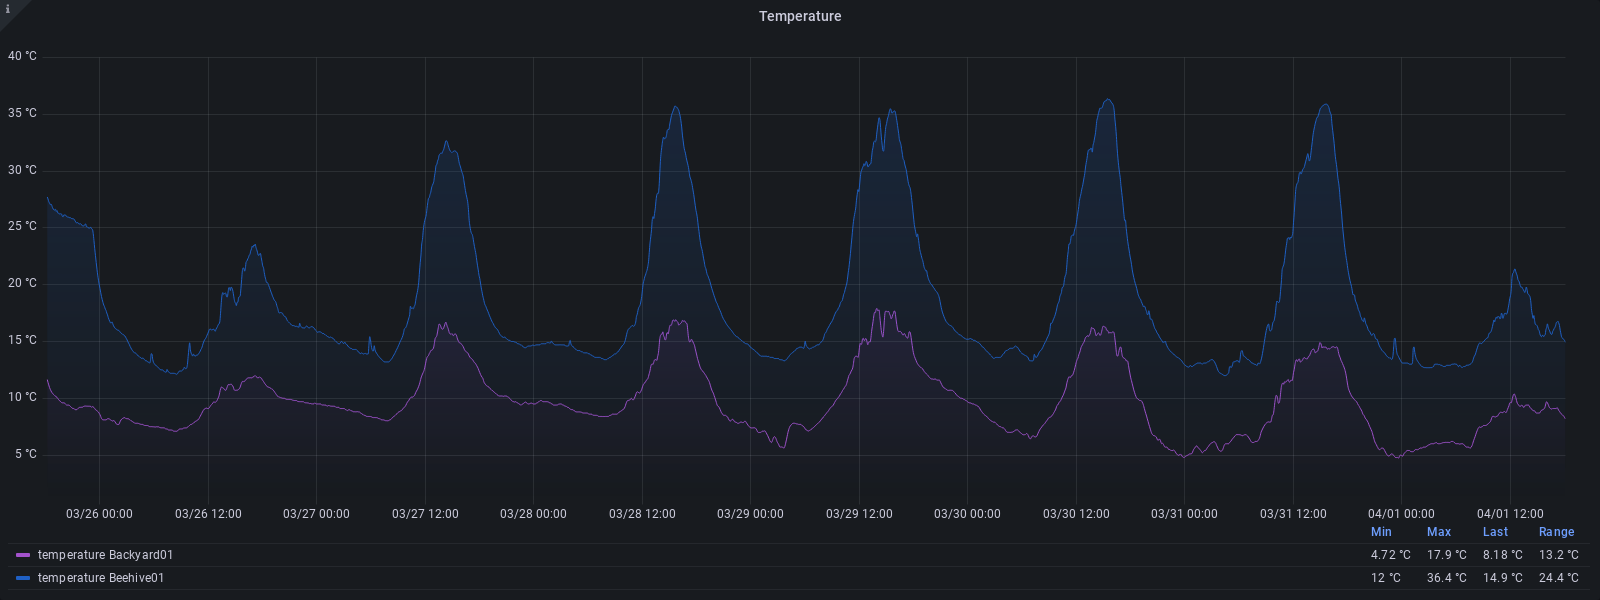 i
Temperature
40 °C
35 °C
30 °C
25 °C
20 °C
15 °C
10 °C
5 °C
03/26 00:00 03/26 12:00 03/27 00:00 03/27 12:00 03/28 00:00 03/28 12:00 03/29 00:00 03/29 12:00 03/30 00:00 03/30 12:00 03/31 00:00 03/31 12:00 04/01 00:00 04/01 12:00
Min Max Last Range
temperature Backyard01 4.72 °C 17.9 °C 8.18 °C 13.2 °C
temperature Beehive01 12 °C 36.4 °C 14.9 °C 24.4 °C